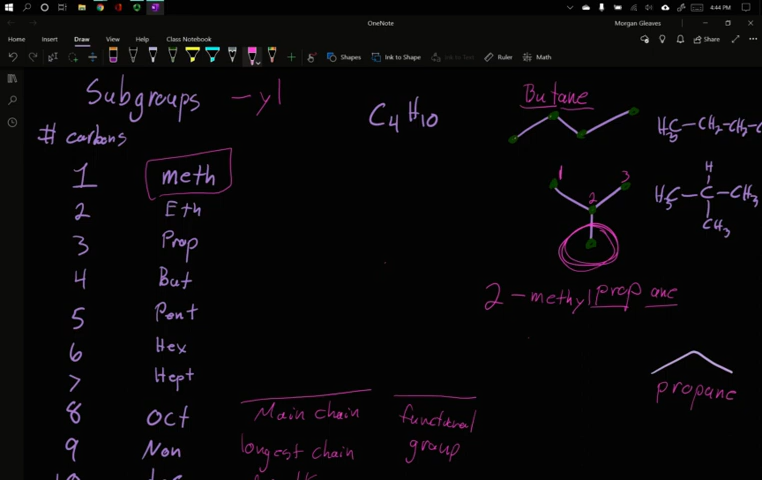 4:44 PM
OneNote
Morgan Gleaves
Home Insert Draw View Help Class Notebook
Share
Shapes Ink to Shape Ink to Text Ruler Math
Subgroups -yl
# carbons
1 meth
2 Eth
3 Prop
4 But
5 Pent
6 Hex
7 Hept
8 Oct
9 Non
C4H10
Butane
H3C-CH2-CH2-C
1 2 3
H
H3C-C-CH3
CH3
2-methylpropane
propane
Main chain
longest chain
functional
group